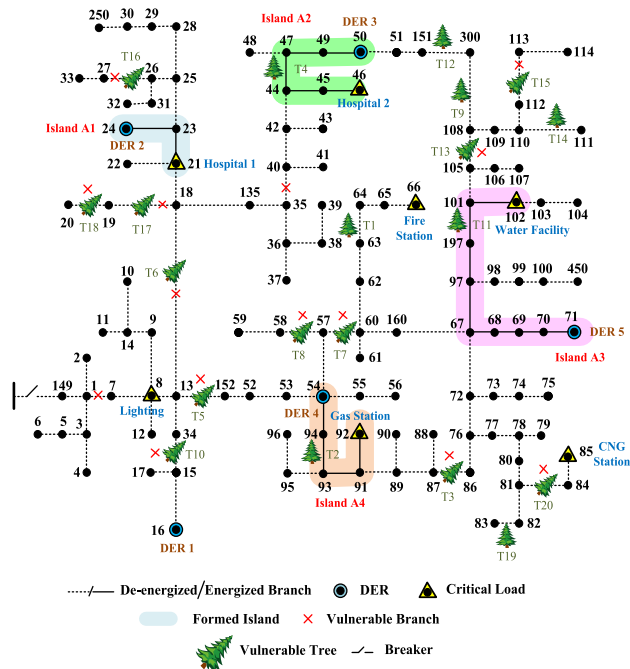 250 30 29 28 Island A2 DER 3 300 113
T16 47 49 50 51 151 114
48 T12
33 27 26 25 T4 T15
45 46 T9 112
32 31 44 Hospital 2 T14
Island A1 24 23 42 43 108 109 110 111
DER 2 T13
22 21 Hospital 1 40 41 105 106 107
18 135 35 39 64 65 66 101 102 103 104
20 19 T1 Fire T11
T18 T17 Station Water Facility
36 38 63 197
10 T6 37 62 97 98 99 100 450
11 14 9 59 58 57 60 160 67 68 69 70 71 DER 5
2 T8 T7 61 Island A3
149 1 7 8 13 152 52 53 54 55 56 72 73 74 75
Lighting T5 DER 4 Gas Station
6 5 3 12 34 96 94 92 90 88 76 77 78 79 85
T10 T2 80 CNG
Station
4 17 15 95 93 91 89 87 T3 86 81 84
Island A4 T20
16 83 82
DER 1 T19
De-energized/Energized Branch DER Critical Load
Formed Island Vulnerable Branch
Vulnerable Tree Breaker